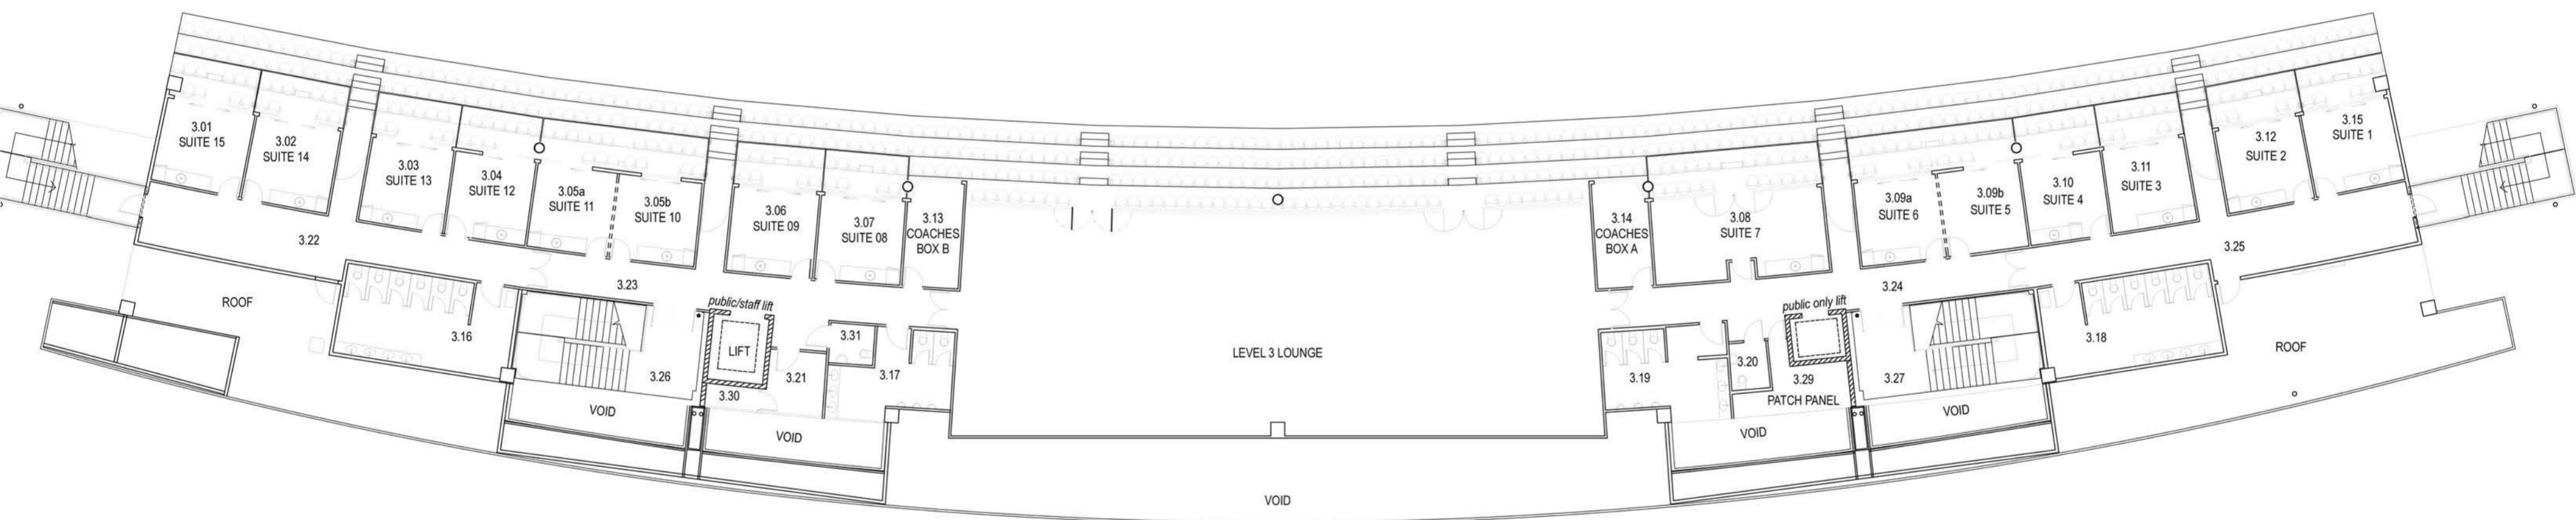 3.01
SUITE 15
3.02
SUITE 14
3.03
SUITE 13
3.04
SUITE 12
3.05a
SUITE 11
3.05b
SUITE 10
3.06
SUITE 09
3.07
SUITE 08
3.13
COACHES
BOX B
3.14
COACHES
BOX A
3.08
SUITE 7
3.09a
SUITE 6
3.09b
SUITE 5
3.10
SUITE 4
3.11
SUITE 3
3.12
SUITE 2
3.15
SUITE 1
3.22
3.23
3.24
3.25
ROOF
3.16
3.26
public/staff lift
LIFT
3.30
3.21
3.31
3.17
LEVEL 3 LOUNGE
3.19
3.20
public only lift
3.29
PATCH PANEL
3.27
3.18
ROOF
VOID
VOID
VOID
VOID
VOID